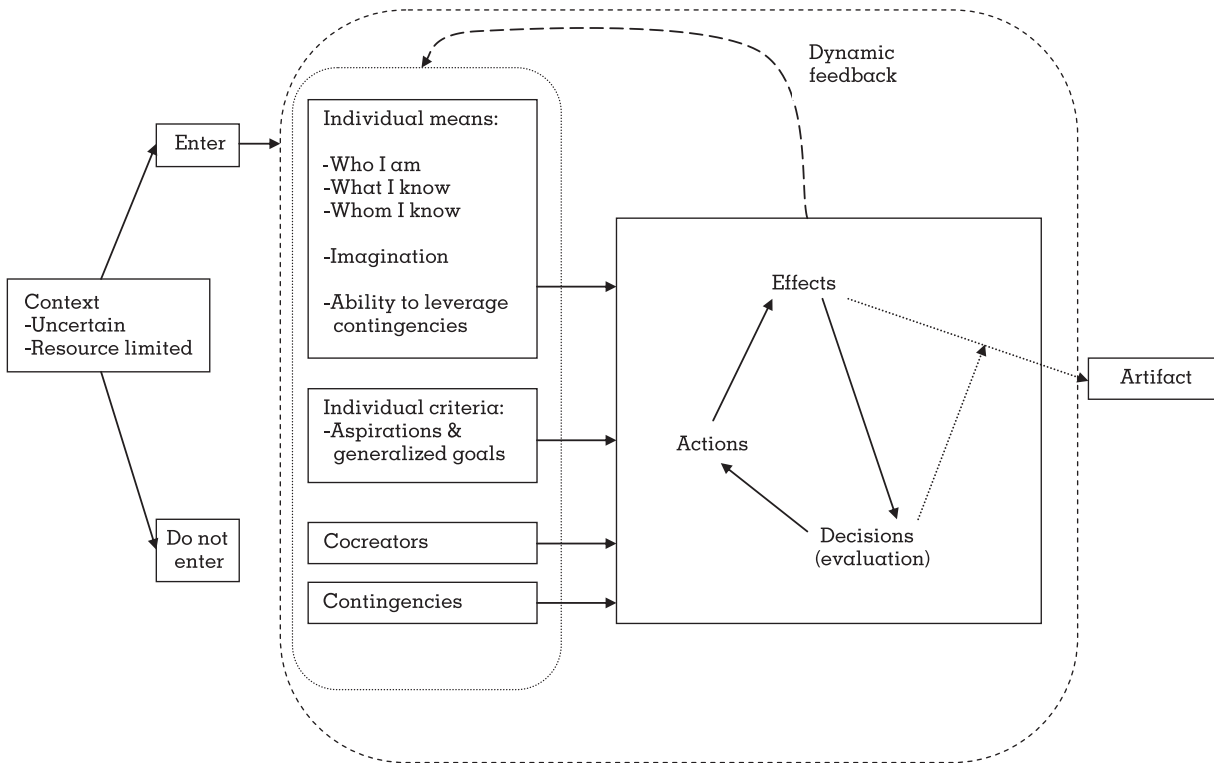 Dynamic
feedback
Enter
Context
-Uncertain
-Resource limited
Do not
enter
Individual means:
-Who I am
-What I know
-Whom I know
-Imagination
-Ability to leverage
contingencies
Individual criteria:
-Aspirations &
generalized goals
Cocreators
Contingencies
Effects
Actions
Decisions
(evaluation)
Artifact